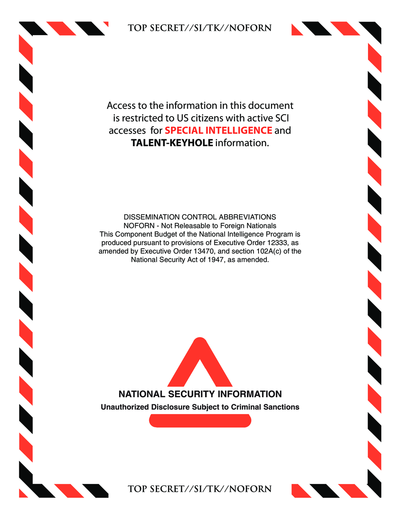 TOP SECRET//SI/TK//NOFORN
Access to the information in this document
is restricted to US citizens with active SCI
accesses for SPECIAL INTELLIGENCE and
TALENT-KEYHOLE information.
DISSEMINATION CONTROL ABBREVIATIONS
NOFORN - Not Releasable to Foreign Nationals
This Component Budget of the National Intelligence Program is
produced pursuant to provisions of Executive Order 12333, as
amended by Executive Order 13470, and section 102A(c) of the
National Security Act of 1947, as amended.
NATIONAL SECURITY INFORMATION
Unauthorized Disclosure Subject to Criminal Sanctions
TOP SECRET//SI/TK//NOFORN